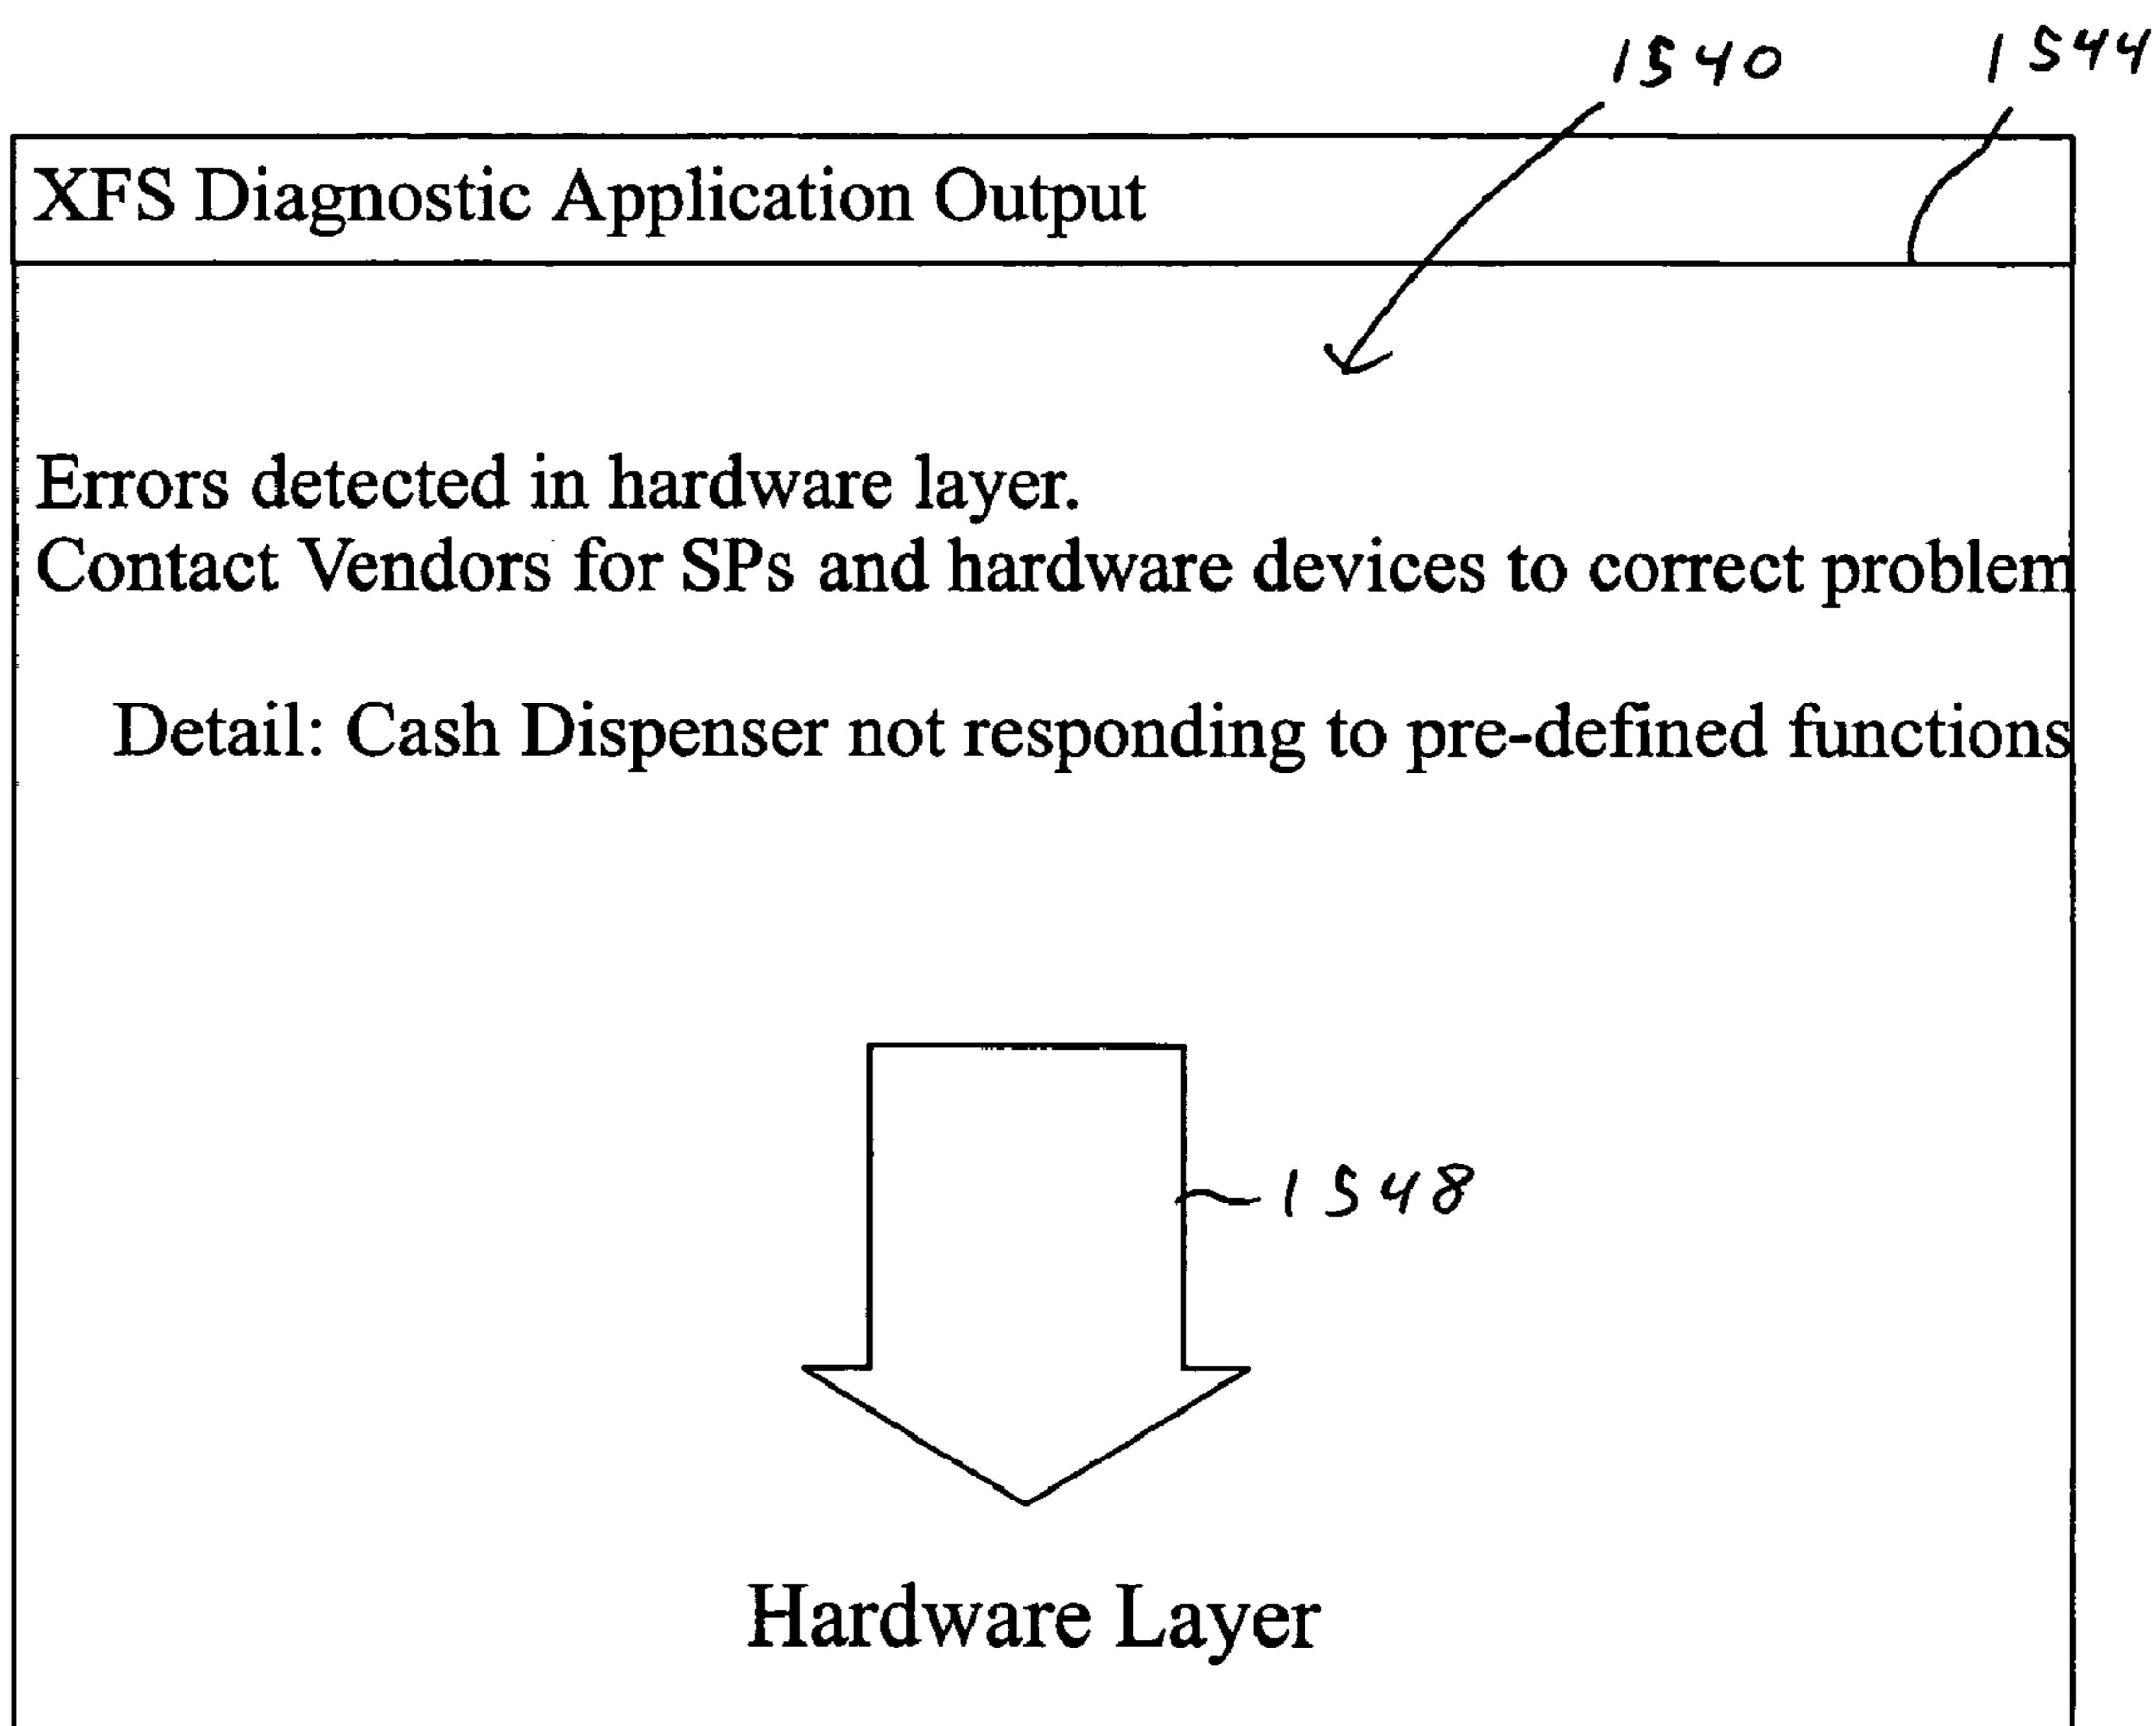 1540 1544
XFS Diagnostic Application Output
Errors detected in hardware layer.
Contact Vendors for SPs and hardware devices to correct problem
Detail: Cash Dispenser not responding to pre-defined functions
1548
Hardware Layer